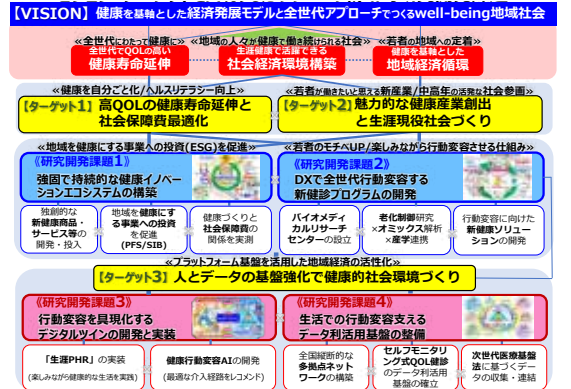 【VISION】健康を基軸とした経済発展モデルと全世代アプローチでつくるwell-being地域社会
≪全世代にわたって健康に≫
全世代でQOLの高い
健康寿命延伸
≪地域の人々が健康で働き続けられる社会≫
生涯健康で活躍できる
社会経済環境構築
≪若者の地域への定着≫
健康を基軸とした
地域経済循環
≪健康を自分ごと化/ヘルスリテラシー向上≫
【ターゲット1】高QOLの健康寿命延伸と
社会保障費最適化
≪若者が働きたいと思える新産業/中高年の活発な社会参画≫
【ターゲット2】魅力的な健康産業創出
と生涯現役社会づくり
≪地域を健康にする事業への投資(ESG)を促進≫
《研究開発課題1》
強固で持続的な健康イノベー
ションエコシステムの構築
独創的な
新健康商品・
サービス等の
開発・投入
地域を健康にす
る事業への投資
を促進
(PFS/SIB)
健康づくりと
社会保障費の
関係を実測
≪若者のモチベUP/楽しみながら行動変容させる仕組み≫
《研究開発課題2》
DXで全世代行動変容する
新健診プログラムの開発
バイオメディ
カルリサーチ
センターの設立
老化制御研究
×オミックス解析
×産学連携
行動変容に向けた
新健康ソリュー
ションの開発
≪プラットフォーム基盤を活用した地域経済の活性化≫
【ターゲット3】人とデータの基盤強化で健康的社会環境づくり
《研究開発課題3》
行動変容を具現化する
デジタルツインの開発と実装
「生涯PHR」の実装
(楽しみながら健康的な生活を実践)
健康行動変容AIの開発
(最適な介入経路をレコメンド)
《研究開発課題4》
生活での行動変容支える
データ利活用基盤の整備
全国縦断的な
多拠点ネット
ワークの構築
セルフモニタリ
ング式QOL健診
のデータ利活用
基盤の確立
次世代医療基盤
法に基づくデー
タの収集・連結